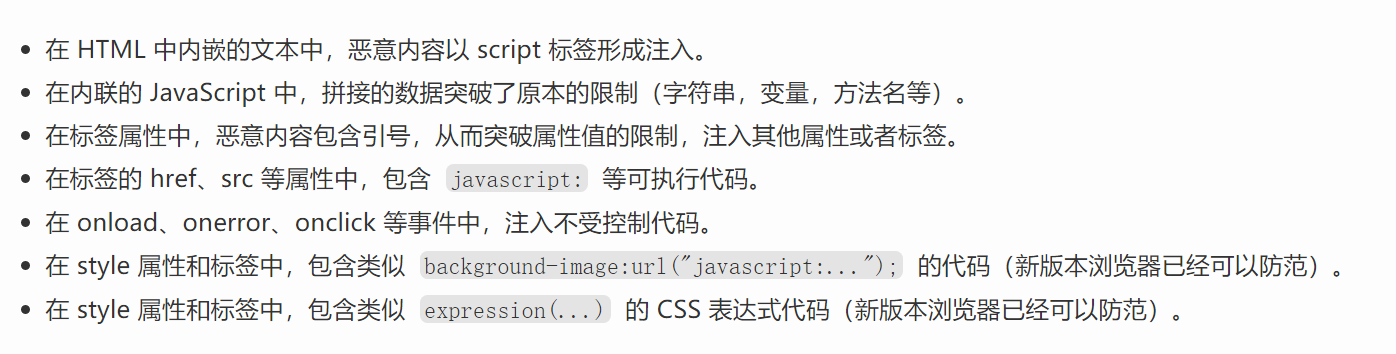 • 在 HTML 中内嵌的文本中，恶意内容以 script 标签形成注入。
• 在内联的 JavaScript 中，拼接的数据突破了原本的限制（字符串，变量，方法名等）。
• 在标签属性中，恶意内容包含引号，从而突破属性值的限制，注入其他属性或者标签。
• 在标签的 href、src 等属性中，包含 javascript: 等可执行代码。
• 在 onload、onerror、onclick 等事件中，注入不受控制代码。
• 在 style 属性和标签中，包含类似 background-image:url("javascript:..."); 的代码（新版本浏览器已经可以防范）。
• 在 style 属性和标签中，包含类似 expression(...) 的 CSS 表达式代码（新版本浏览器已经可以防范）。